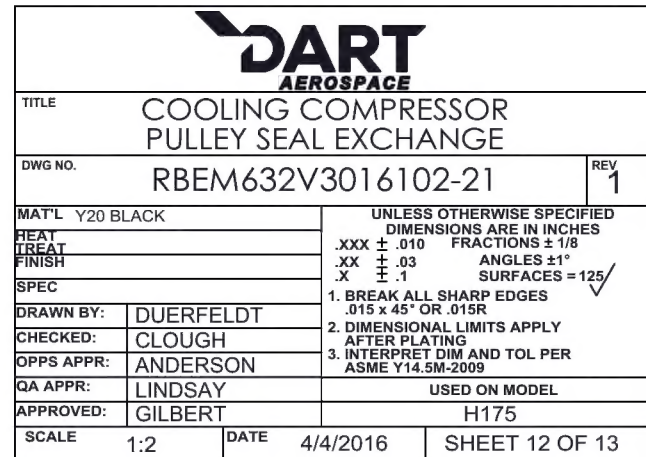 DART
AEROSPACE
TITLE
COOLING COMPRESSOR
PULLEY SEAL EXCHANGE
DWG NO.
RBEM632V3016102-21
REV
1
MAT'L Y20 BLACK
HEAT
TREAT
FINISH
SPEC
UNLESS OTHERWISE SPECIFIED
DIMENSIONS ARE IN INCHES
.XXX ± .010 FRACTIONS ± 1/8
.XX ± .03 ANGLES ±1°
.X ± .1 SURFACES = 125
1. BREAK ALL SHARP EDGES
.015 x 45° OR .015R
2. DIMENSIONAL LIMITS APPLY
AFTER PLATING
3. INTERPRET DIM AND TOL PER
ASME Y14.5M-2009
DRAWN BY: DUERFELDT
CHECKED: CLOUGH
OPPS APPR: ANDERSON
QA APPR: LINDSAY
APPROVED: GILBERT
USED ON MODEL
H175
SCALE 1:2
DATE 4/4/2016
SHEET 12 OF 13